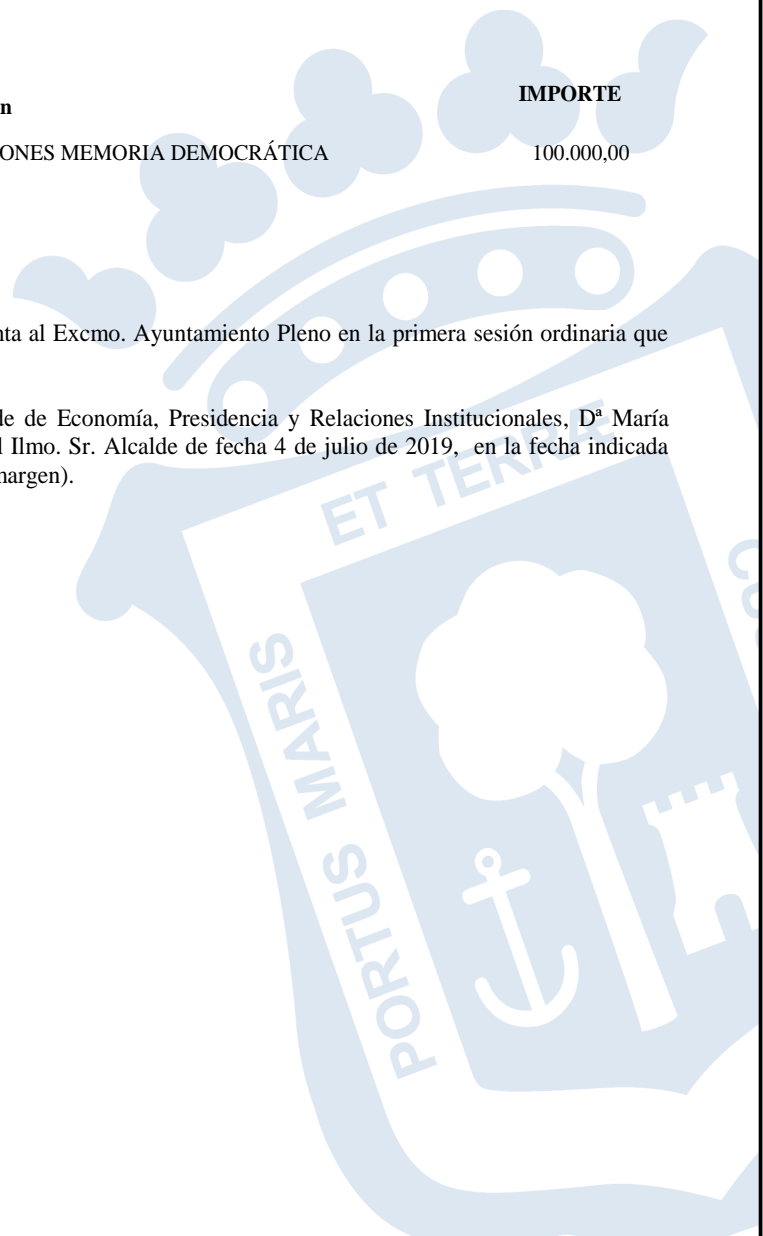 IMPORTE
n
ONES MEMORIA DEMOCRÁTICA 100.000,00
nta al Excmo. Ayuntamiento Pleno en la primera sesión ordinaria que
de de Economía, Presidencia y Relaciones Institucionales, Dª María
l Ilmo. Sr. Alcalde de fecha 4 de julio de 2019, en la fecha indicada
margen).
ET TERRÆ
PORTUS MARIS